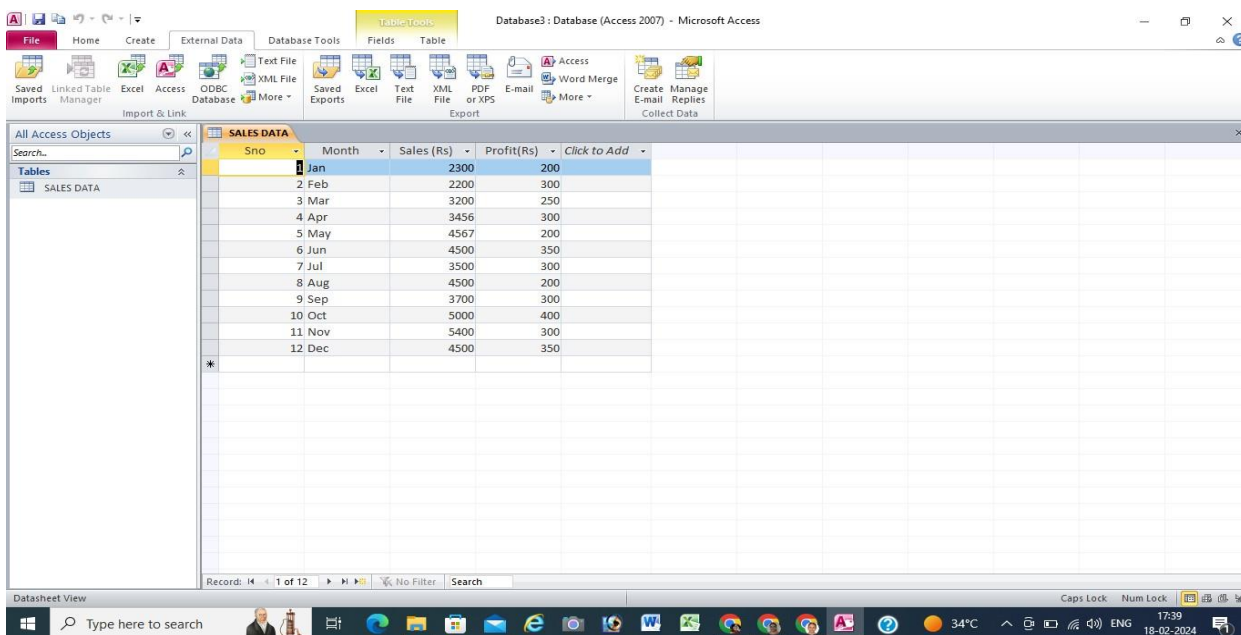 Table Tools
Database3 : Database (Access 2007) - Microsoft Access
File Home Create External Data Database Tools Fields Table
Saved Imports
Linked Table Manager
Excel
Access
ODBC Database
Text File
XML File
More
Import & Link
Saved Exports
Excel
Text File
XML File
PDF or XPS
E-mail
Access
Word Merge
More
Export
Create E-mail
Manage Replies
Collect Data
All Access Objects
Search...
Tables
SALES DATA
SALES DATA
Sno Month Sales (Rs) Profit(Rs) Click to Add
1 Jan 2300 200
2 Feb 2200 300
3 Mar 3200 250
4 Apr 3456 300
5 May 4567 200
6 Jun 4500 350
7 Jul 3500 300
8 Aug 4500 200
9 Sep 3700 300
10 Oct 5000 400
11 Nov 5400 300
12 Dec 4500 350
Record: 1 of 12 No Filter Search
Datasheet View Caps Lock Num Lock
Type here to search 34°C ENG 17:39
18-02-2024